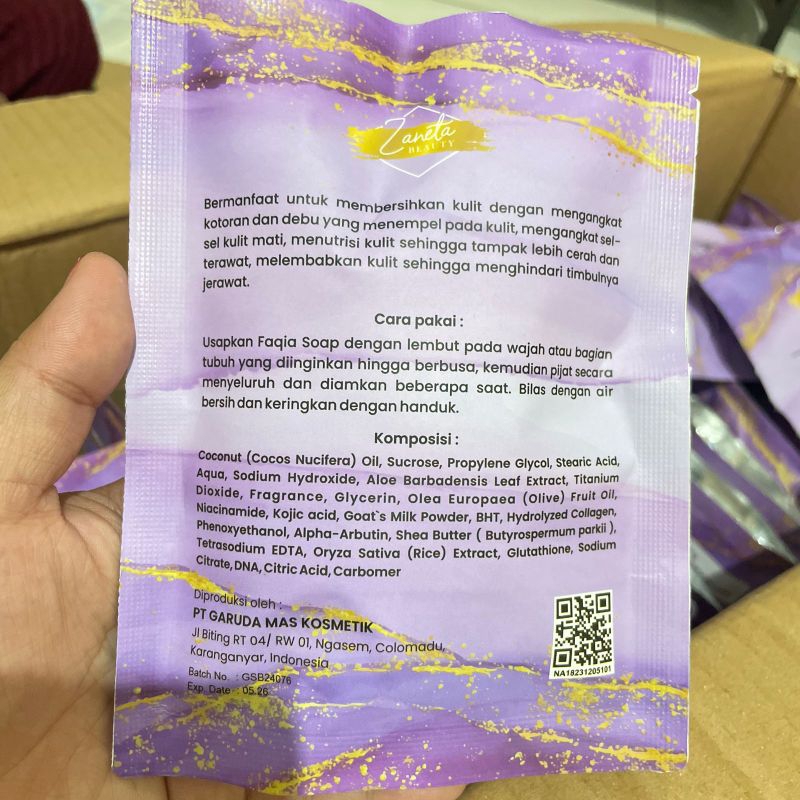 Zaneta
BEAUTY
Bermanfaat untuk membersihkan kulit dengan mengangkat
kotoran dan debu yang menempel pada kulit, mengangkat sel-
sel kulit mati, menutrisi kulit sehingga tampak lebih cerah dan
terawat, melembabkan kulit sehingga menghindari timbulnya
jerawat.
Cara pakai :
Usapkan Faqia Soap dengan lembut pada wajah atau bagian
tubuh yang diinginkan hingga berbusa, kemudian pijat secara
menyeluruh dan diamkan beberapa saat. Bilas dengan air
bersih dan keringkan dengan handuk.
Komposisi :
Coconut (Cocos Nucifera) Oil, Sucrose, Propylene Glycol, Stearic Acid,
Aqua, Sodium Hydroxide, Aloe Barbadensis Leaf Extract, Titanium
Dioxide, Fragrance, Glycerin, Olea Europaea (Olive) Fruit Oil,
Niacinamide, Kojic acid, Goat`s Milk Powder, BHT, Hydrolyzed Collagen,
Phenoxyethanol, Alpha-Arbutin, Shea Butter ( Butyrospermum parkii ),
Tetrasodium EDTA, Oryza Sativa (Rice) Extract, Glutathione, Sodium
Citrate, DNA, Citric Acid, Carbomer
Diproduksi oleh :
PT GARUDA MAS KOSMETIK
Jl Biting RT 04/ RW 01, Ngasem, Colomadu,
Karanganyar, Indonesia
Batch No. : GSB24076
Exp. Date : 05.26
NA18231205101